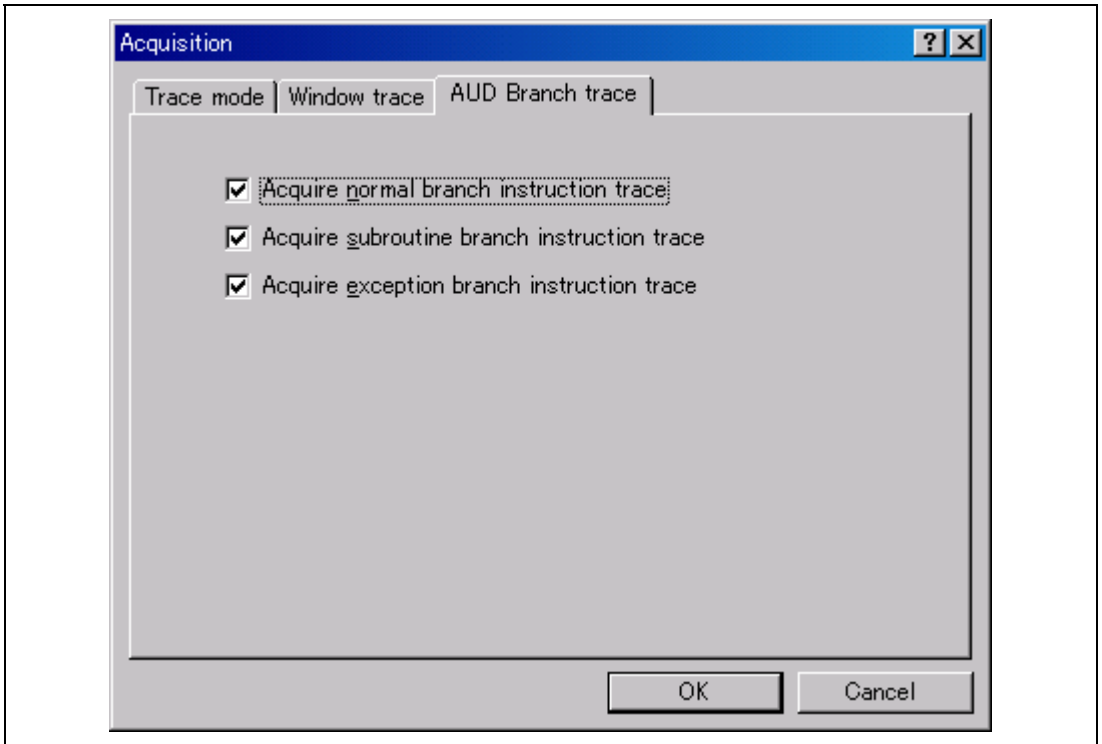 Acquisition
Trace mode Window trace AUD Branch trace
Acquire normal branch instruction trace
Acquire subroutine branch instruction trace
Acquire exception branch instruction trace
OK Cancel